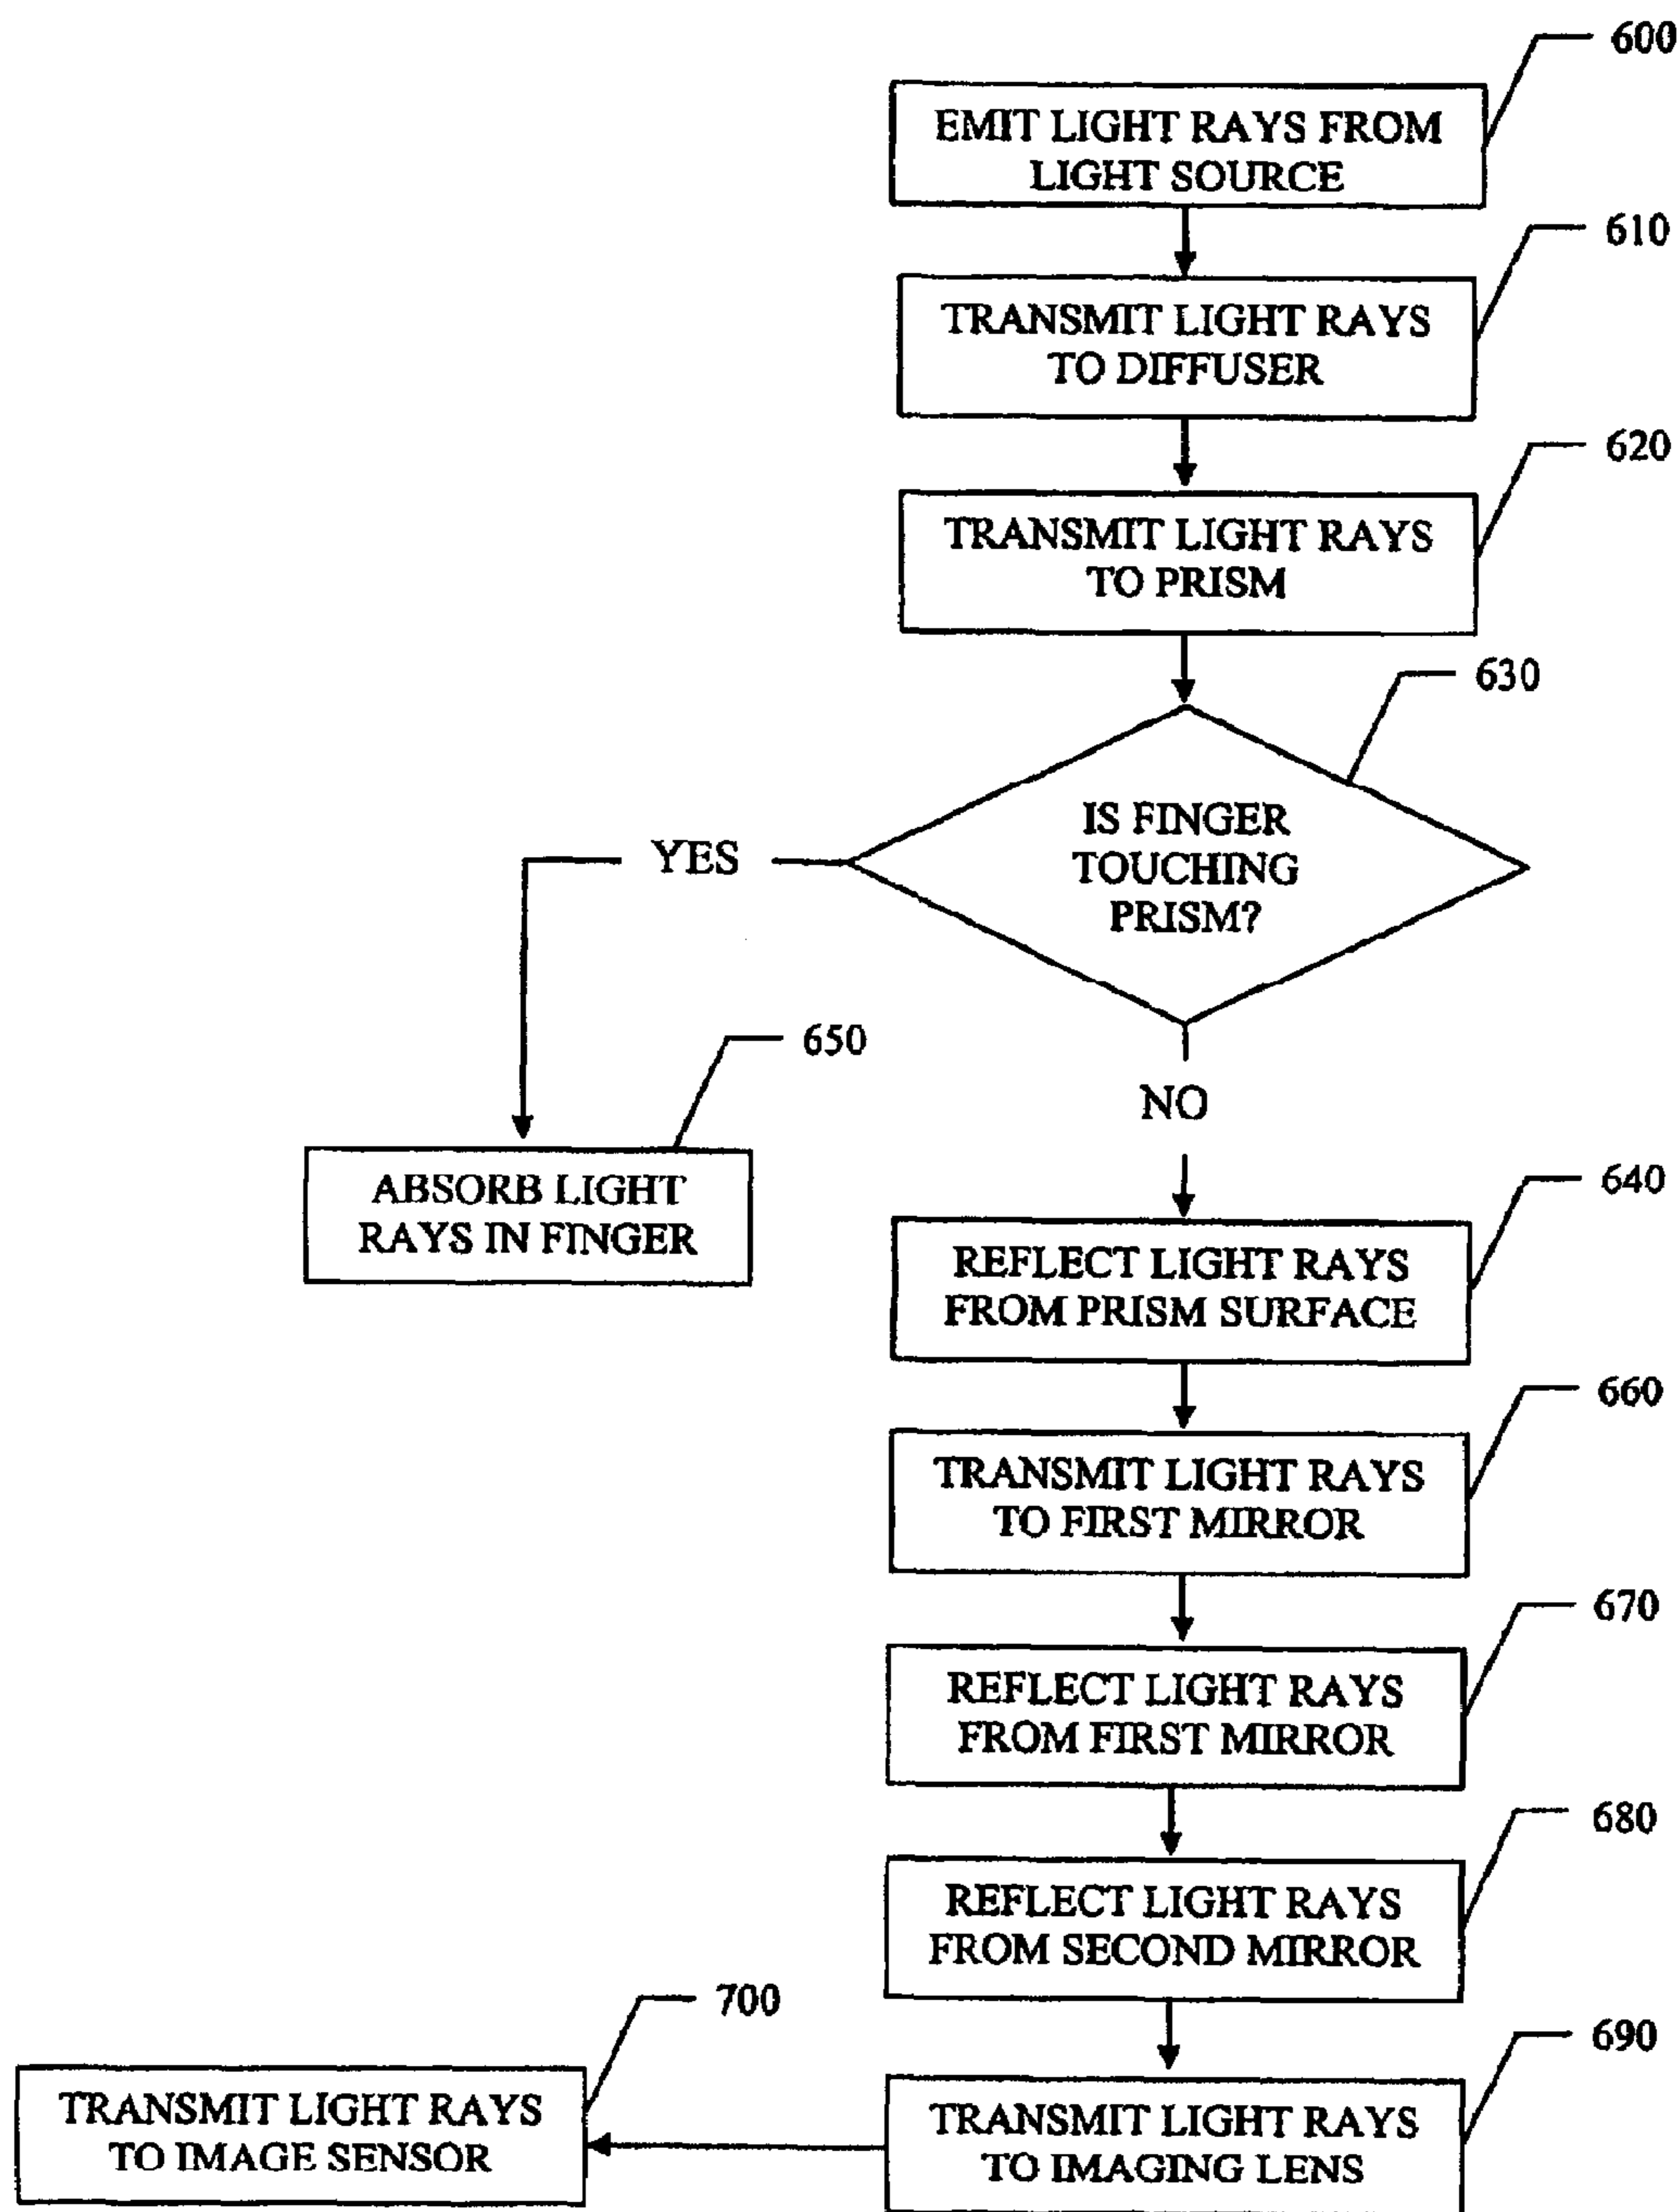 600
EMIT LIGHT RAYS FROM
LIGHT SOURCE
610
TRANSMIT LIGHT RAYS
TO DIFFUSER
620
TRANSMIT LIGHT RAYS
TO PRISM
630
IS FINGER
TOUCHING
PRISM?
YES
650
NO
ABSORB LIGHT
RAYS IN FINGER
640
REFLECT LIGHT RAYS
FROM PRISM SURFACE
660
TRANSMIT LIGHT RAYS
TO FIRST MIRROR
670
REFLECT LIGHT RAYS
FROM FIRST MIRROR
680
REFLECT LIGHT RAYS
FROM SECOND MIRROR
690
TRANSMIT LIGHT RAYS
TO IMAGING LENS
700
TRANSMIT LIGHT RAYS
TO IMAGE SENSOR